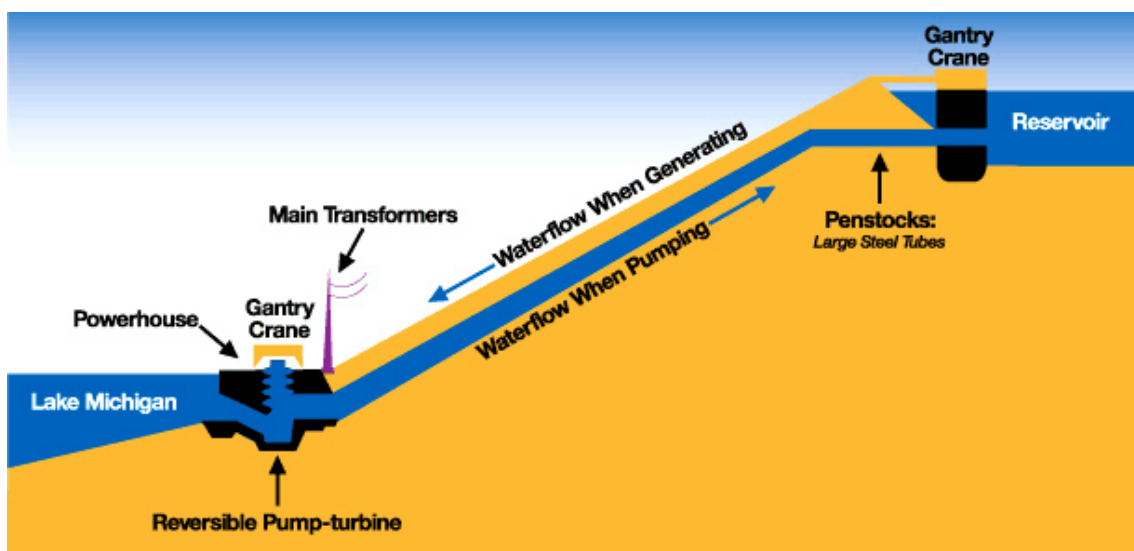 Gantry
Crane
Reservoir
Waterflow When Generating
Penstocks:
Large Steel Tubes
Waterflow When Pumping
Main Transformers
Gantry
Crane
Powerhouse
Lake Michigan
Reversible Pump-turbine